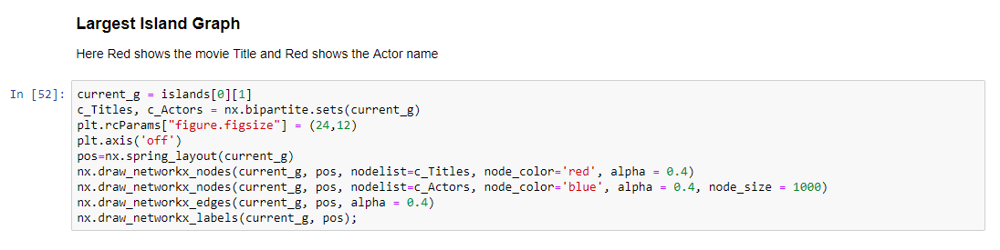 Largest Island Graph
Here Red shows the movie Title and Red shows the Actor name
In [52]: current_g = islands[0][1]
c_Titles, c_Actors = nx.bipartite.sets(current_g)
plt.rcParams["figure.figsize"] = (24,12)
plt.axis('off')
pos=nx.spring_layout(current_g)
nx.draw_networkx_nodes(current_g, pos, nodelist=c_Titles, node_color='red', alpha = 0.4)
nx.draw_networkx_nodes(current_g, pos, nodelist=c_Actors, node_color='blue', alpha = 0.4, node_size = 1000)
nx.draw_networkx_edges(current_g, pos, alpha = 0.4)
nx.draw_networkx_labels(current_g, pos);